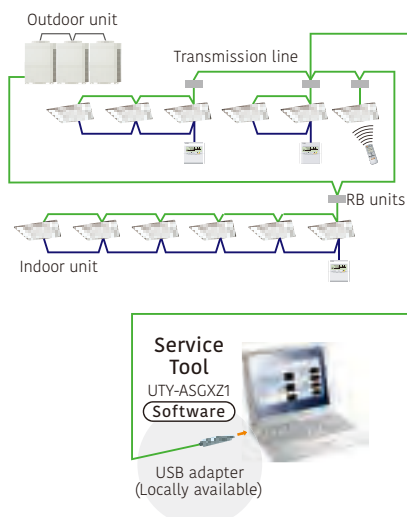 Outdoor unit
Transmission line
RB units
Indoor unit
Service
Tool
UTY-ASGXZ1
Software
USB adapter
(Locally available)